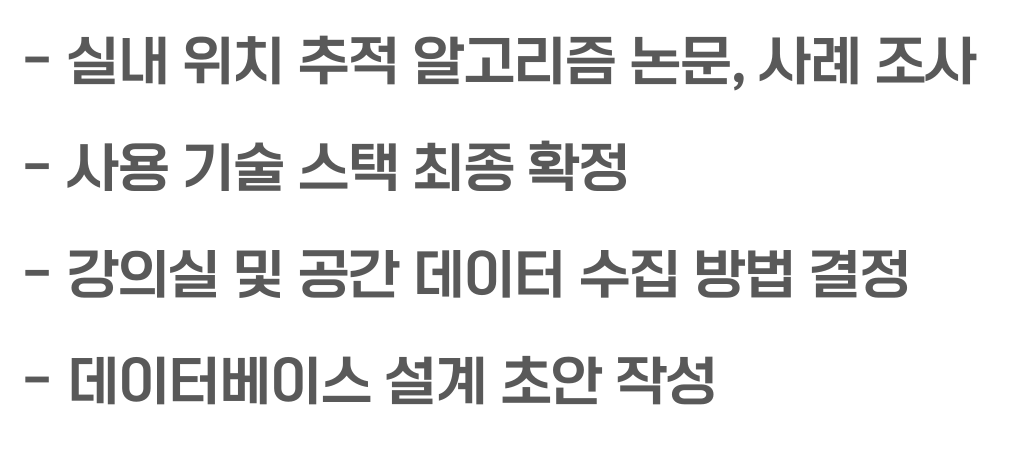 - 실내 위치 추적 알고리즘 논문, 사례 조사
- 사용 기술 스택 최종 확정
- 강의실 및 공간 데이터 수집 방법 결정
- 데이터베이스 설계 초안 작성